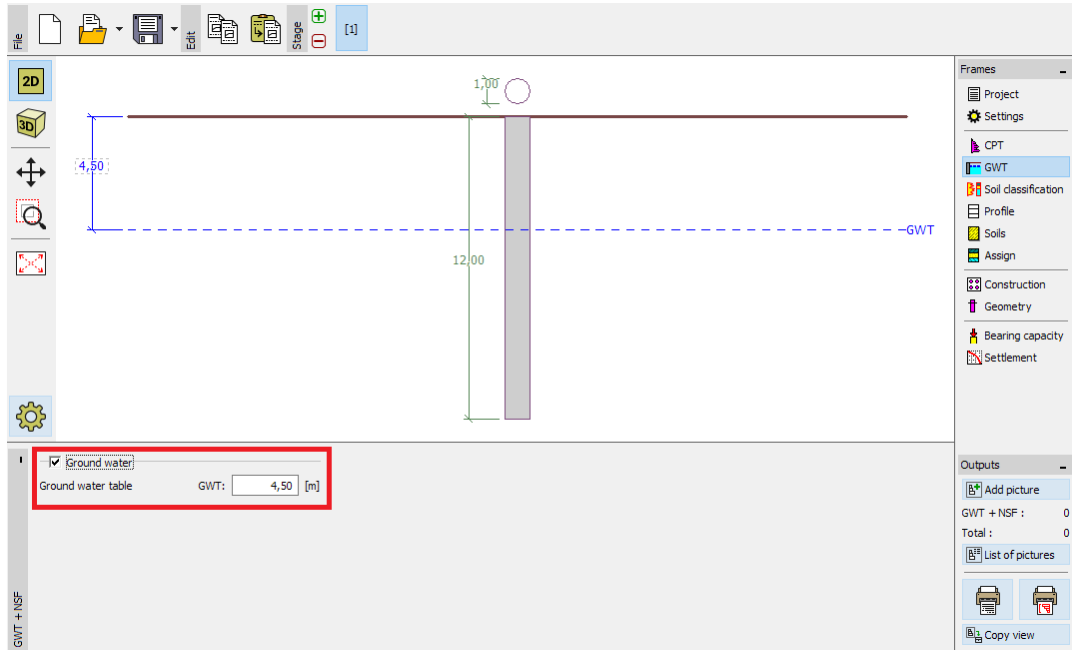 File
Edit
Stage
[1]
2D
3D
1,00
4,50
GWT
12,00
Frames
Project
Settings
CPT
GWT
Soil classification
Profile
Soils
Assign
Construction
Geometry
Bearing capacity
Settlement
Ground water
Ground water table GWT: 4,50 [m]
GWT + NSF
Outputs
Add picture
GWT + NSF : 0
Total : 0
List of pictures
Copy view